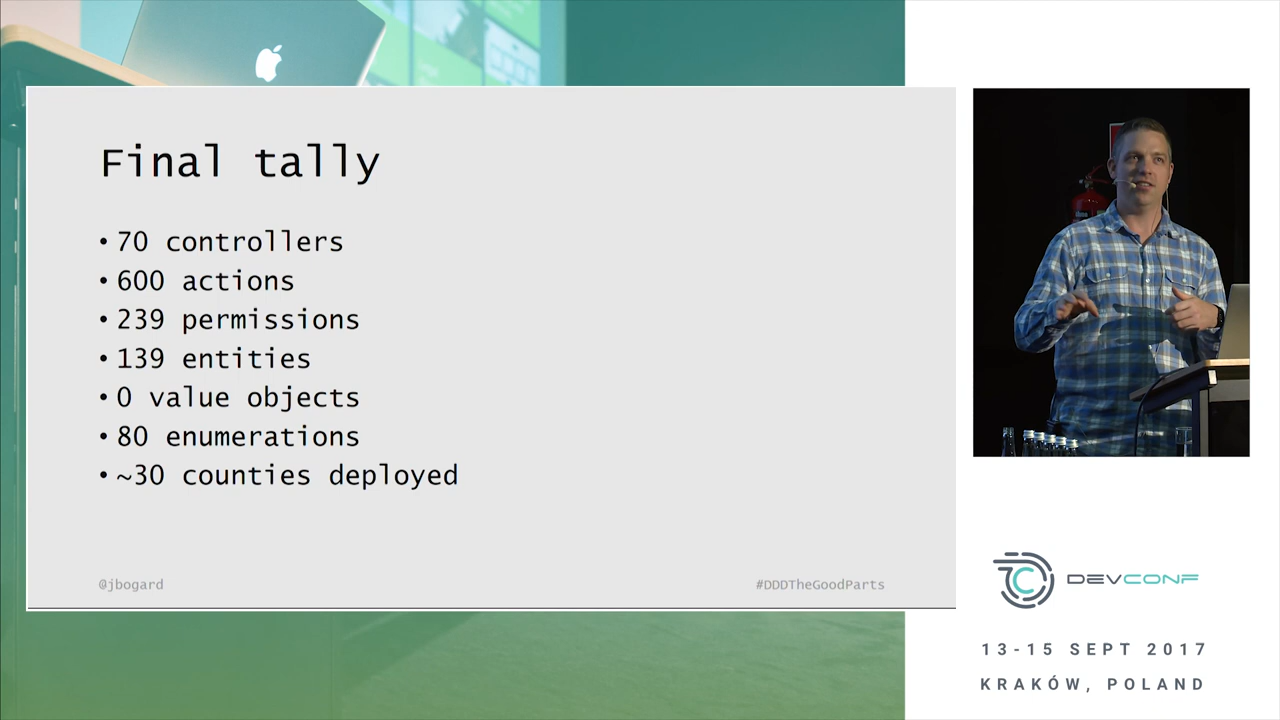 Final tally
• 70 controllers
• 600 actions
• 239 permissions
• 139 entities
• 0 value objects
• 80 enumerations
• ~30 counties deployed
@jbogard
#DDDTheGoodParts
DEVCONF
13-15 SEPT 2017
KRAKÓW, POLAND